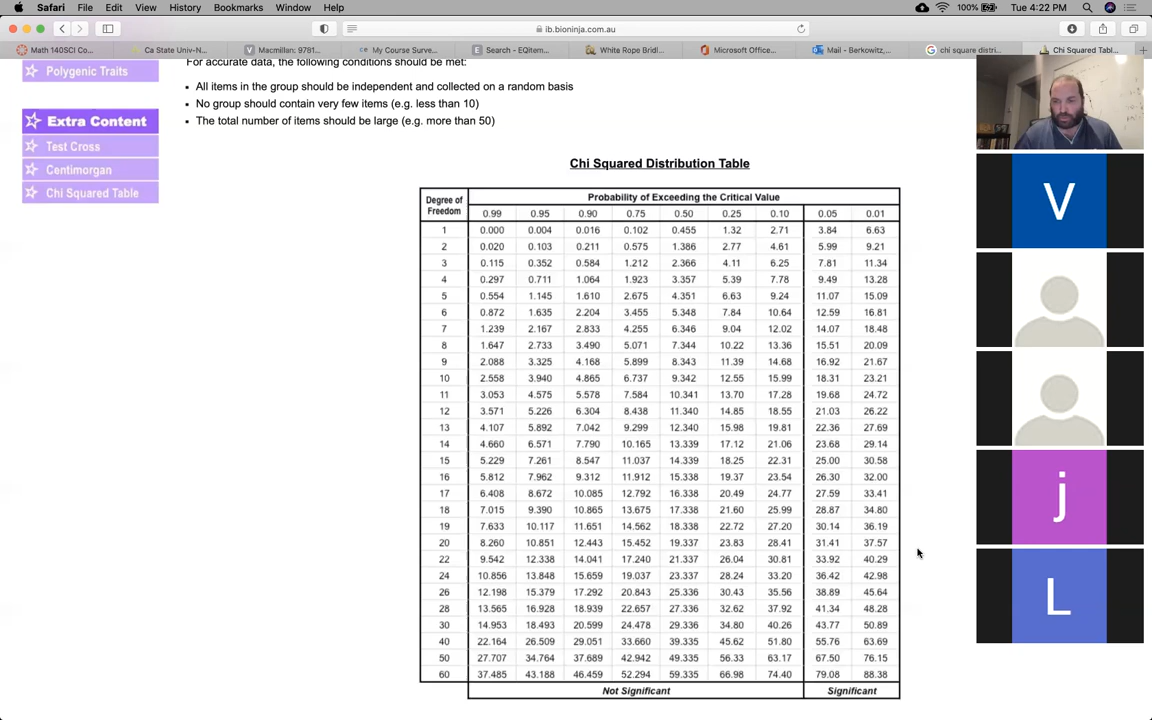 Safari File Edit View History Bookmarks Window Help 100% Tue 4:22 PM
ib.bioninja.com.au
Math 140SCI Co... Ca State Univ-N... Macmillan: 9781... My Course Surve... Search - EQitem... White Rope Bridl... Microsoft Office... Mail - Berkowitz,... chi square distri... Chi Squared Tabl...
For accurate data, the following conditions should be met:
Polygenic Traits
• All items in the group should be independent and collected on a random basis
• No group should contain very few items (e.g. less than 10)
• The total number of items should be large (e.g. more than 50)
Extra Content
Test Cross
Centimorgan
Chi Squared Table
Chi Squared Distribution Table
Degree of Freedom
Probability of Exceeding the Critical Value
0.99 0.95 0.90 0.75 0.50 0.25 0.10 0.05 0.01
1 0.000 0.004 0.016 0.102 0.455 1.32 2.71 3.84 6.63
2 0.020 0.103 0.211 0.575 1.386 2.77 4.61 5.99 9.21
3 0.115 0.352 0.584 1.212 2.366 4.11 6.25 7.81 11.34
4 0.297 0.711 1.064 1.923 3.357 5.39 7.78 9.49 13.28
5 0.554 1.145 1.610 2.675 4.351 6.63 9.24 11.07 15.09
6 0.872 1.635 2.204 3.455 5.348 7.84 10.64 12.59 16.81
7 1.239 2.167 2.833 4.255 6.346 9.04 12.02 14.07 18.48
8 1.647 2.733 3.490 5.071 7.344 10.22 13.36 15.51 20.09
9 2.088 3.325 4.168 5.899 8.343 11.39 14.68 16.92 21.67
10 2.558 3.940 4.865 6.737 9.342 12.55 15.99 18.31 23.21
11 3.053 4.575 5.578 7.584 10.341 13.70 17.28 19.68 24.72
12 3.571 5.226 6.304 8.438 11.340 14.85 18.55 21.03 26.22
13 4.107 5.892 7.042 9.299 12.340 15.98 19.81 22.36 27.69
14 4.660 6.571 7.790 10.165 13.339 17.12 21.06 23.68 29.14
15 5.229 7.261 8.547 11.037 14.339 18.25 22.31 25.00 30.58
16 5.812 7.962 9.312 11.912 15.338 19.37 23.54 26.30 32.00
17 6.408 8.672 10.085 12.792 16.338 20.49 24.77 27.59 33.41
18 7.015 9.390 10.865 13.675 17.338 21.60 25.99 28.87 34.80
19 7.633 10.117 11.651 14.562 18.338 22.72 27.20 30.14 36.19
20 8.260 10.851 12.443 15.452 19.337 23.83 28.41 31.41 37.57
22 9.542 12.338 14.041 17.240 21.337 26.04 30.81 33.92 40.29
24 10.856 13.848 15.659 19.037 23.337 28.24 33.20 36.42 42.98
26 12.198 15.379 17.292 20.843 25.336 30.43 35.56 38.89 45.64
28 13.565 16.928 18.939 22.657 27.336 32.62 37.92 41.34 48.28
30 14.953 18.493 20.599 24.478 29.336 34.80 40.26 43.77 50.89
40 22.164 26.509 29.051 33.660 39.335 45.62 51.80 55.76 63.69
50 27.707 34.764 37.689 42.942 49.335 56.33 63.17 67.50 76.15
60 37.485 43.188 46.459 52.294 59.335 66.98 74.40 79.08 88.38
Not Significant Significant
V
j
L